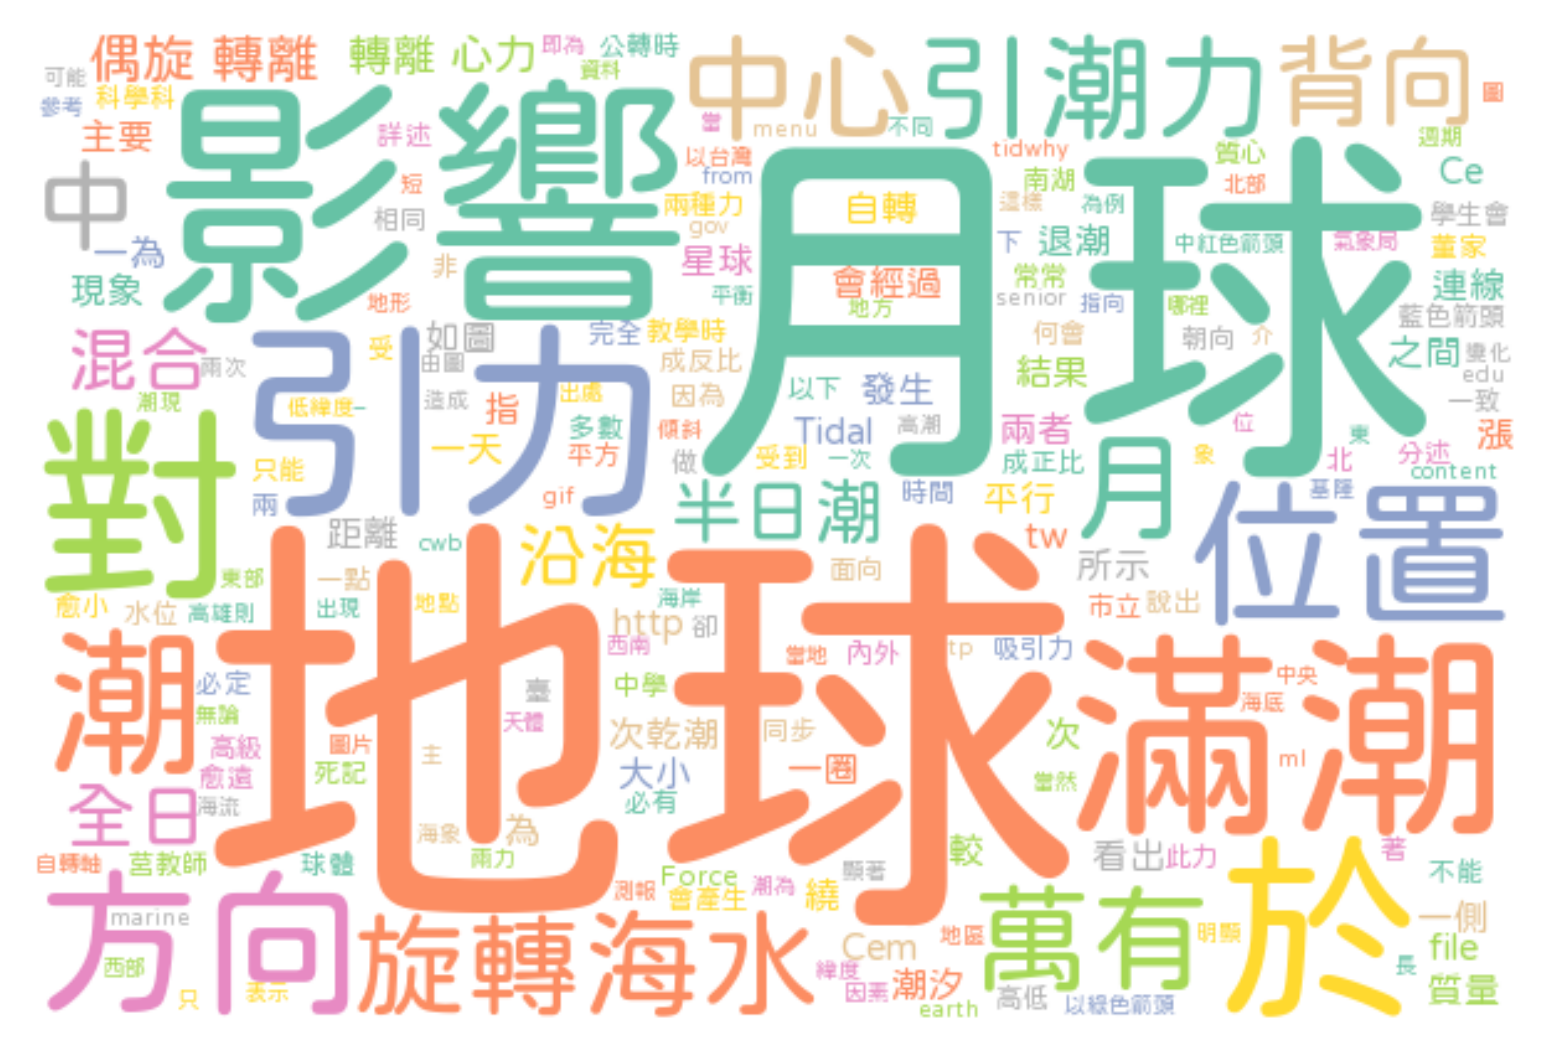 偶旋 轉離 轉離 心力 即為 公轉時
可能 資料
參考 科學科 影響 中心 引潮力 背向 圖
主要 詳述 當 menu 不同 週期
以台灣 tidwhy 質心
中 短 from 月球 南湖 北部 Ce
相同 兩種力 自轉 這樣 為例 學生會
一為 gov 下 退潮 中紅色箭頭 氣象局 董家
現象 非 星球 會經過 常常 連線
地形 平衡 地方 senior 指向 哪裡 藍色箭頭
混合 引力 受 如圖 完全 教學時 何會 朝向 介 之間 變化
兩次 由圖 成反比 結果 edu
潮現 低緯度 造成 指 出處 因為 以下 發生 一致
對 一天 多數 傾斜 Tidal 高潮 兩者 月 位 東 漲
只能 平方 做 受到 一次 成正比 象 北 分述
兩 gif 半日潮 時間 平行 基隆 content
距離 cwb 沿海 tw 位置
東部 一點 地球 面向 所示
愈小 水位 高雄則 出現 地點 海岸 市立 說出
潮 http 卻 滿潮
西南 當地 內外 tp 吸引力
必定 中學 中央
無論 臺 海底
高級 圖片 天體 次乾潮 同步 次
愈遠 死記 主 大小 一圈 當然 ml
全日 海流 必有
海象 為
自轉軸 莒教師 球體 兩力 較 看出 此力 著
方向 顯著 於 不能
marine 旋轉 海水 測報 Force 潮為 萬有
會產生 繞 一側
西部 Cem 地區 明顯 file
只 表示 緯度 潮汐 長
因素 earth 高低 以綠色箭頭 質量